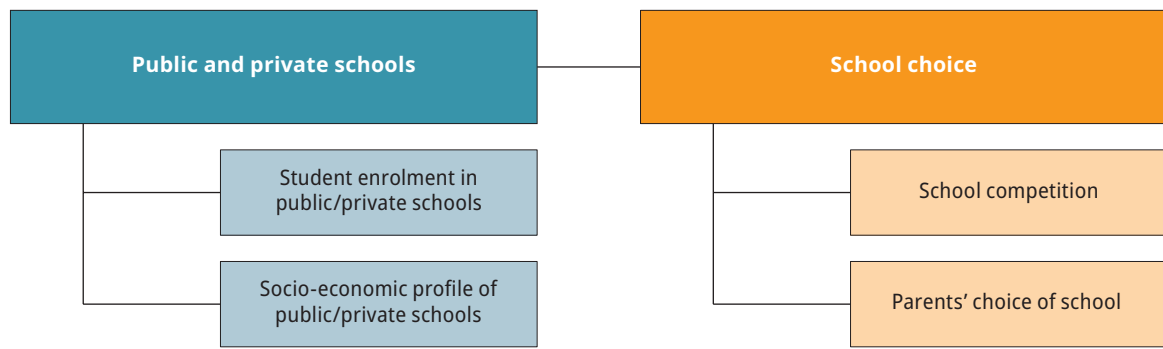 Public and private schools
School choice
Student enrolment in
public/private schools
School competition
Socio-economic profile of
public/private schools
Parents’ choice of school